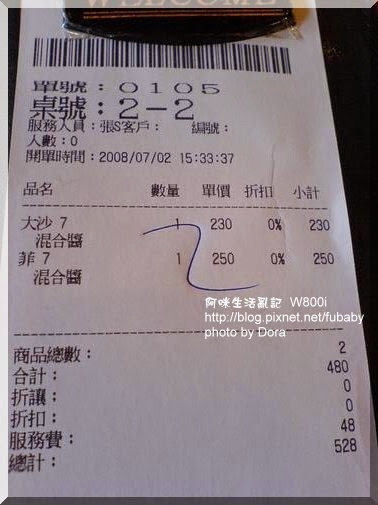 WELCOME
單號：0105
桌號：2-2
服務人員：張S客戶： 編號：
人數：0
開單時間：2008/07/02 15:33:37
品名 數量 單價 折扣 小計
大沙 7 1 230 0% 230
混合醬
菲 7 1 250 0% 250
混合醬
阿咪生活亂記 W800i
http://blog.pixnet.net/fubaby
photo by Dora
商品總數： 2
合計： 480
折讓： 0
折扣： 0
服務費： 48
總計： 528